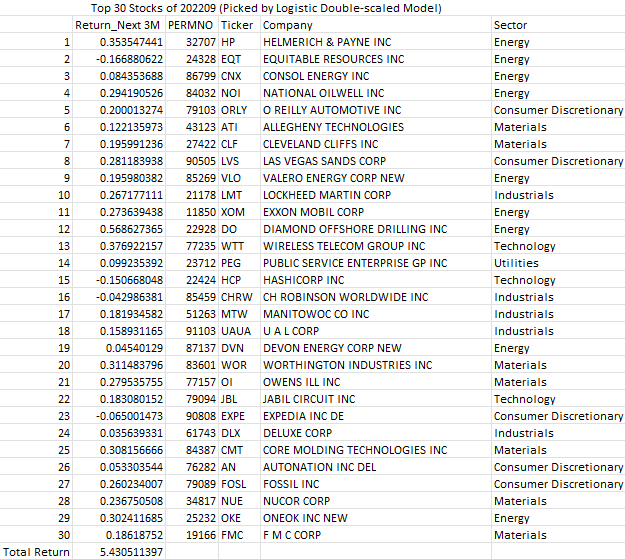 Top 30 Stocks of 202209 (Picked by Logistic Double-scaled Model)
Return_Next 3M PERMNO Ticker Company Sector
1 0.353547441 32707 HP HELMERICH & PAYNE INC Energy
2 -0.166880622 24328 EQT EQUITABLE RESOURCES INC Energy
3 0.084353688 86799 CNX CONSOL ENERGY INC Energy
4 0.294190526 84032 NOI NATIONAL OILWELL INC Energy
5 0.200013274 79103 ORLY O REILLY AUTOMOTIVE INC Consumer Discretionary
6 0.122135973 43123 ATI ALLEGHENY TECHNOLOGIES Materials
7 0.195991236 27422 CLF CLEVELAND CLIFFS INC Materials
8 0.281183938 90505 LVS LAS VEGAS SANDS CORP Consumer Discretionary
9 0.195980382 85269 VLO VALERO ENERGY CORP NEW Energy
10 0.267177111 21178 LMT LOCKHEED MARTIN CORP Industrials
11 0.273639438 11850 XOM EXXON MOBIL CORP Energy
12 0.568627365 22928 DO DIAMOND OFFSHORE DRILLING INC Energy
13 0.376922157 77235 WTT WIRELESS TELECOM GROUP INC Technology
14 0.099235392 23712 PEG PUBLIC SERVICE ENTERPRISE GP INC Utilities
15 -0.150668048 22424 HCP HASHICORP INC Technology
16 -0.042986381 85459 CHRW CH ROBINSON WORLDWIDE INC Industrials
17 0.181934582 51263 MTW MANITOWOC CO INC Industrials
18 0.158931165 91103 UAUA U A L CORP Industrials
19 0.04540129 87137 DVN DEVON ENERGY CORP NEW Energy
20 0.311483796 83601 WOR WORTHINGTON INDUSTRIES INC Materials
21 0.279535755 77157 OI OWENS ILL INC Materials
22 0.183080152 79094 JBL JABIL CIRCUIT INC Technology
23 -0.065001473 90808 EXPE EXPEDIA INC DE Consumer Discretionary
24 0.035639331 61743 DLX DELUXE CORP Industrials
25 0.308156666 84387 CMT CORE MOLDING TECHNOLOGIES INC Materials
26 0.053303544 76282 AN AUTONATION INC DEL Consumer Discretionary
27 0.260234007 79089 FOSL FOSSIL INC Consumer Discretionary
28 0.236750508 34817 NUE NUCOR CORP Materials
29 0.302411685 25232 OKE ONEOK INC NEW Energy
30 0.18618752 19166 FMC F M C CORP Materials
Total Return 5.430511397